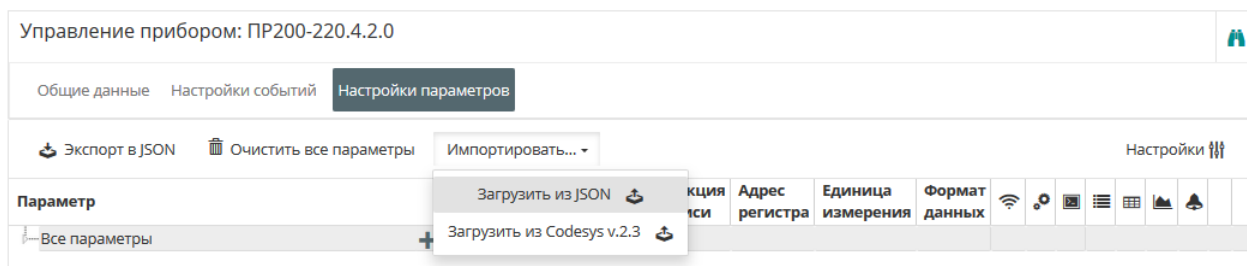 Управление прибором: ПР200-220.4.2.0
Общие данные Настройки событий Настройки параметров
Экспорт в JSON Очистить все параметры Импортировать... Настройки
Параметр кция Адрес Единица Формат
иси регистра измерения данных
Загрузить из JSON
Все параметры Загрузить из Codesys v.2.3